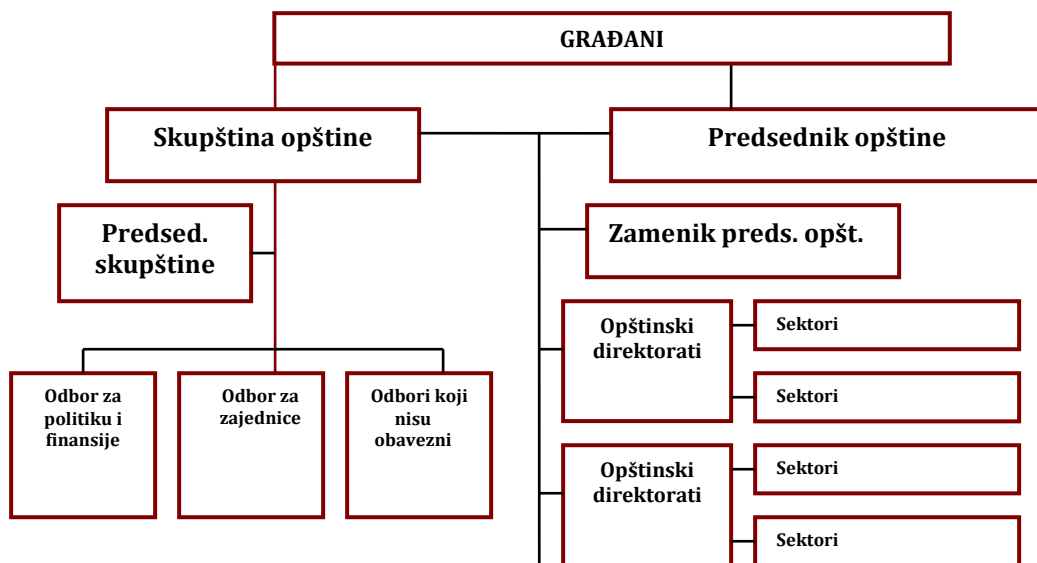 GRAĐANI
Skupština opštine
Predsednik opštine
Predsed.
skupštine
Zamenik preds. opšt.
Opštinski
direktorati
Sektori
Sektori
Odbor za
politiku i
finansije
Odbor za
zajednice
Odbori koji
nisu
obavezni
Opštinski
direktorati
Sektori
Sektori